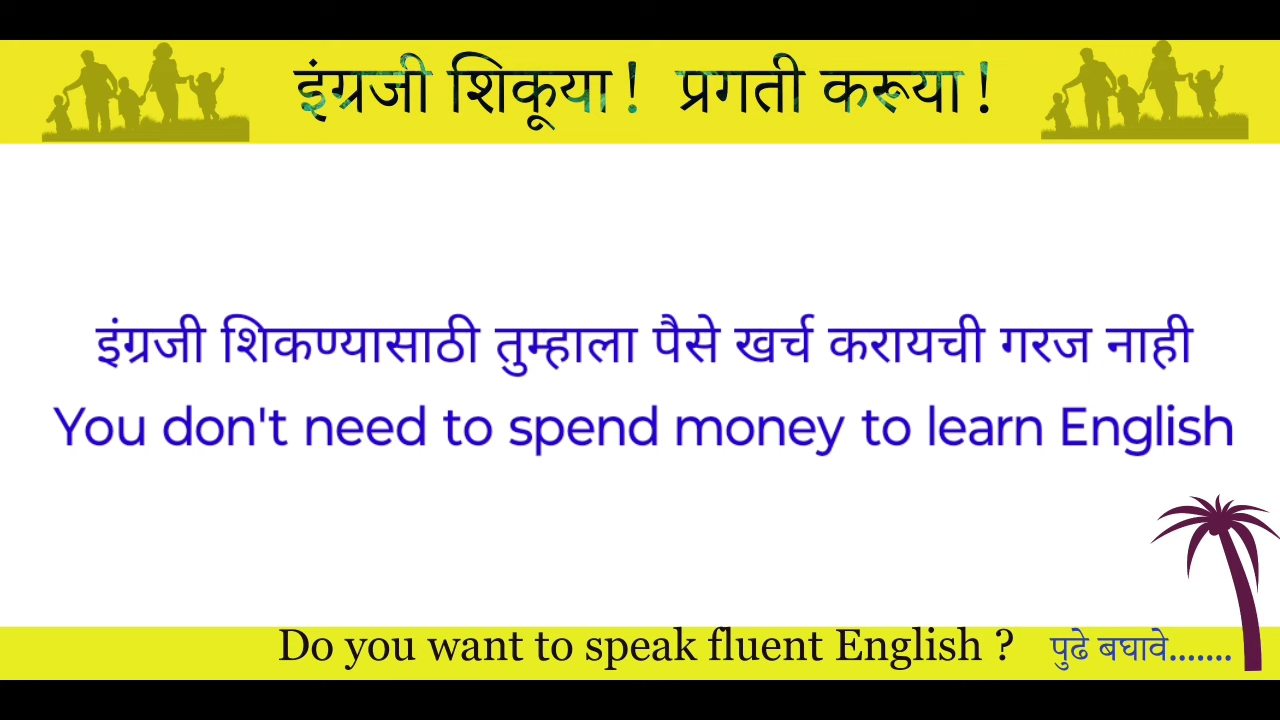 इंग्रजी शिकूया! प्रगती करूया!
इंग्रजी शिकण्यासाठी तुम्हाला पैसे खर्च करायची गरज नाही
You don't need to spend money to learn English
Do you want to speak fluent English ? पुढे बघावे.......